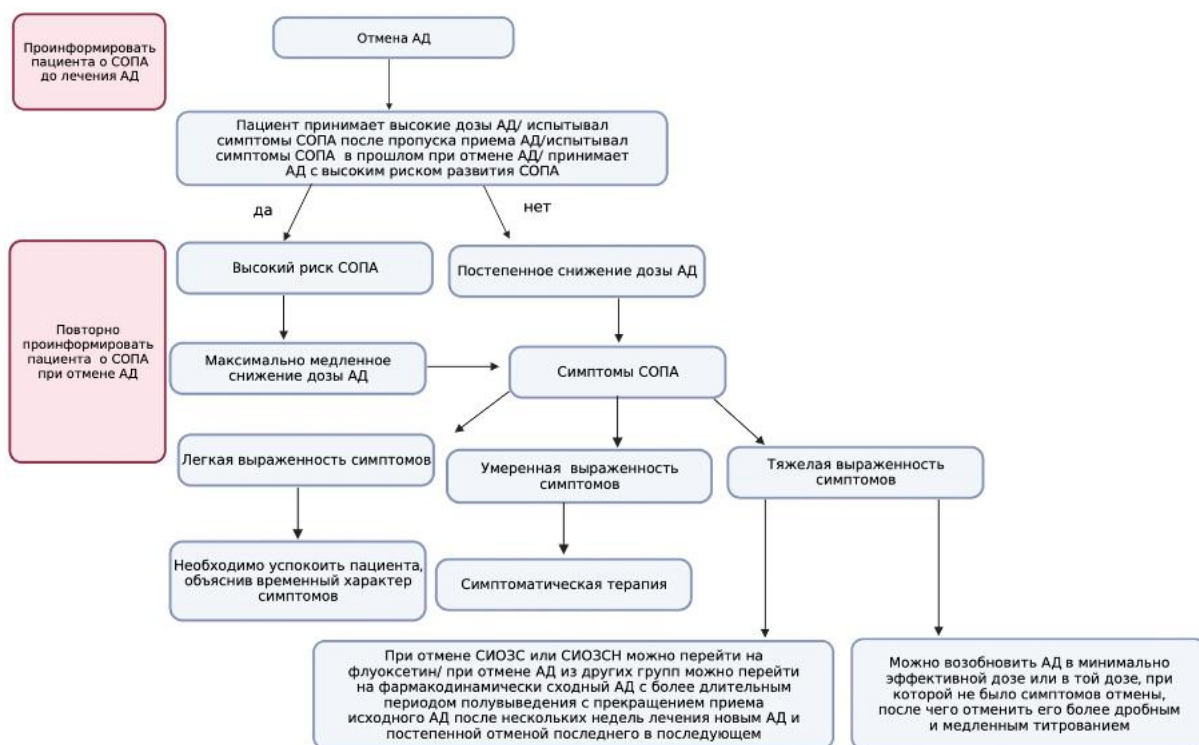 Проинформировать
пациента о СОПА
до лечения АД
Отмена АД
Пациент принимает высокие дозы АД/ испытывал
симптомы СОПА после пропуска приема АД/испытывал
симптомы СОПА в прошлом при отмене АД/ принимает
АД с высоким риском развития СОПА
да
нет
Повторно
проинформировать
пациента о СОПА
при отмене АД
Высокий риск СОПА
Постепенное снижение дозы АД
Максимально медленное
снижение дозы АД
Симптомы СОПА
Легкая выраженность симптомов
Умеренная выраженность
симптомов
Тяжелая выраженность
симптомов
Необходимо успокоить пациента,
объяснив временный характер
симптомов
Симптоматическая терапия
При отмене СИОЗС или СИОЗСН можно перейти на
флуоксетин/ при отмене АД из других групп можно перейти
на фармакодинамически сходный АД с более длительным
периодом полувыведения с прекращением приема
исходного АД после нескольких недель лечения новым АД и
постепенной отменой последнего в последующем
Можно возобновить АД в минимально
эффективной дозе или в той дозе, при
которой не было симптомов отмены,
после чего отменить его более дробным
и медленным титрованием